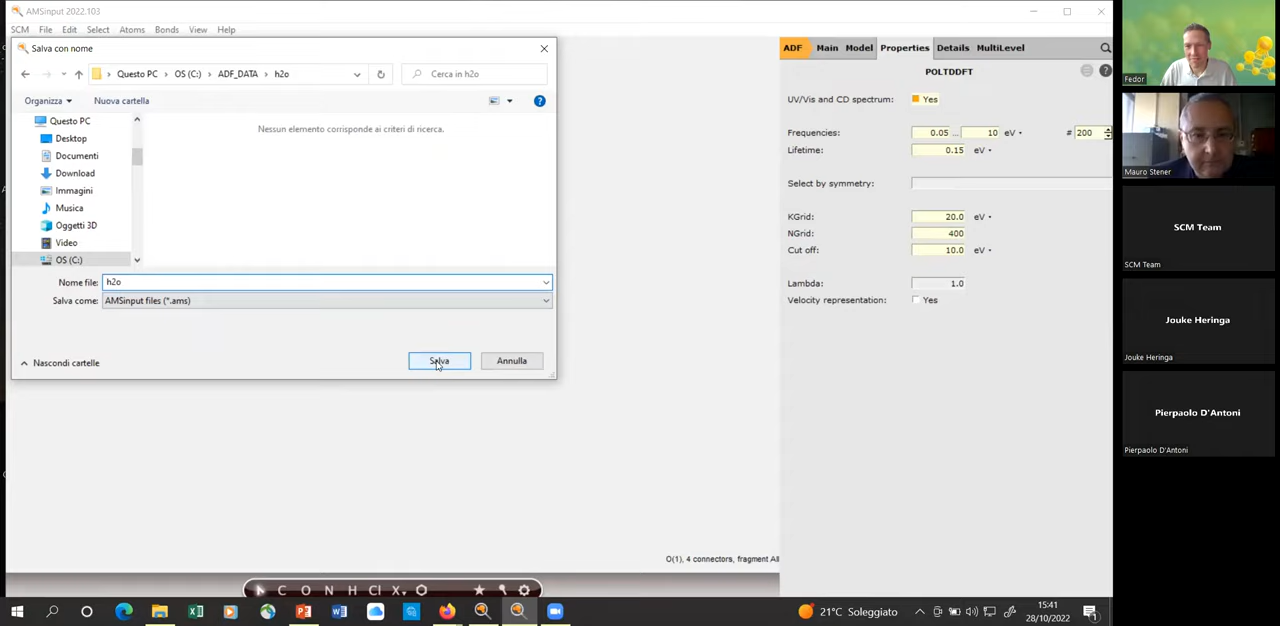 AMSinput 2022.103
SCM File Edit Select Atoms Bonds View Help
Salva con nome
Questo PC > OS (C:) > ADF_DATA > h2o
Cerca in h2o
Organizza Nuova cartella
Questo PC
Desktop
Documenti
Download
Immagini
Musica
Oggetti 3D
Video
OS (C:)
Nessun elemento corrisponde ai criteri di ricerca.
Nome file: h2o
Salva come: AMSinput files (*.ams)
Nascondi cartelle
Salva Annulla
ADF Main Model Properties Details MultiLevel
POLTDDFT
UV/Vis and CD spectrum: Yes
Frequencies: 0.05 ... 10 eV # 200
Lifetime: 0.15 eV
Select by symmetry:
KGrid: 20.0 eV
NGrid: 400
Cut off: 10.0 eV
Lambda: 1.0
Velocity representation: Yes
O(1), 4 connectors, fragment All
C O N H Cl X
21°C Soleggiato
15:41
28/10/2022
Fedor
Mauro Stener
SCM Team
SCM Team
Jouke Heringa
Jouke Heringa
Pierpaolo D'Antoni
Pierpaolo D'Antoni